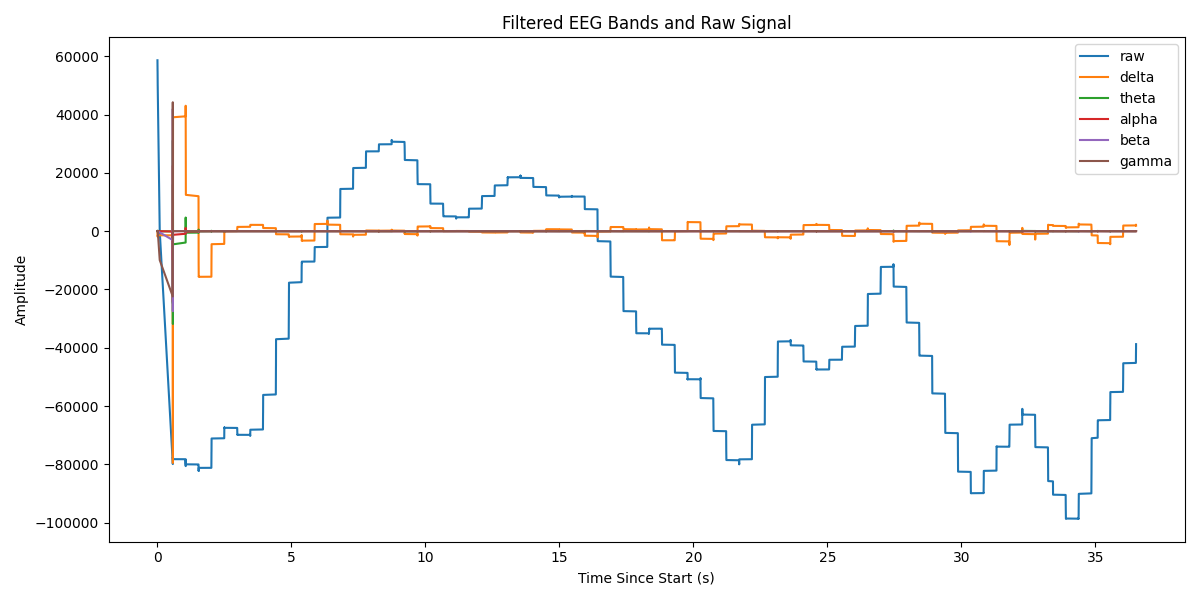 Filtered EEG Bands and Raw Signal
raw
delta
theta
alpha
beta
gamma
60000
40000
20000
0
−20000
−40000
−60000
−80000
−100000
Amplitude
0 5 10 15 20 25 30 35
Time Since Start (s)